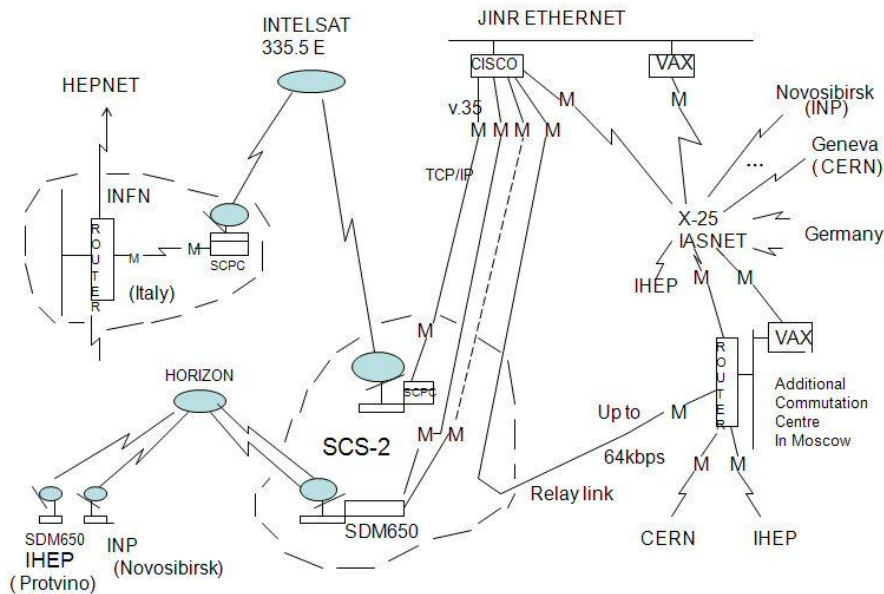 INTELSAT
335.5 E
JINR ETHERNET
CISCO
VAX
HEPNET
v.35
M
M
M
M
M
M
Novosibirsk
(INP)
Geneva
( CERN)
...
TCP/IP
INFN
ROUTER
M
M
SCPC
(Italy)
X-25
IASNET
Germany
IHEP
M
M
M
VAX
ROUTER
HORIZON
SCPC
Additional
Commutation
Centre
In Moscow
Up to
M
64kbps
SCS-2
M
M
Relay link
M
M
SDM650
SDM650
IHEP
( Protvino)
INP
(Novosibirsk)
CERN
IHEP